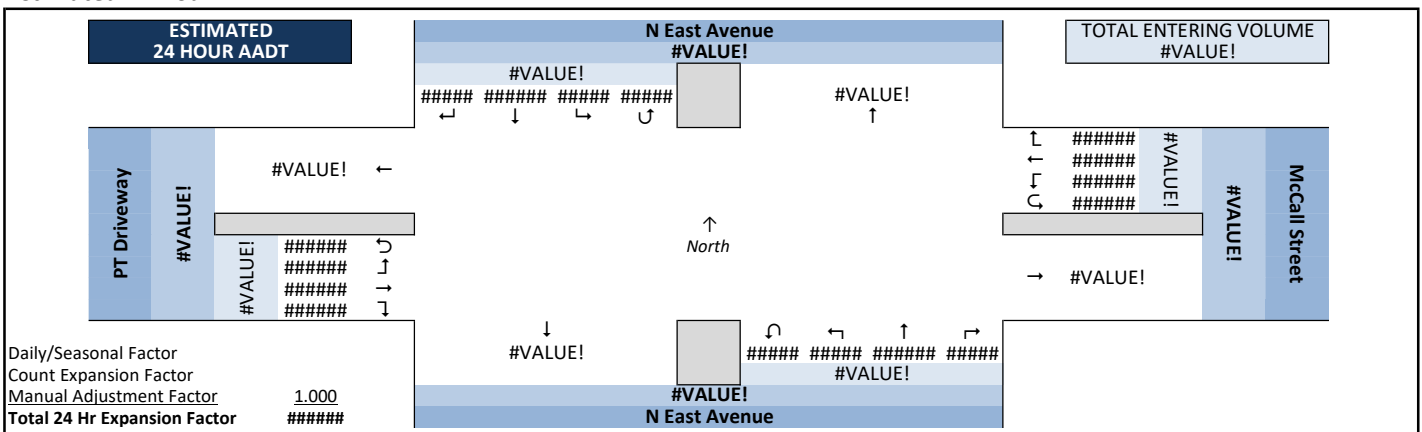 ESTIMATED
24 HOUR AADT
N East Avenue
#VALUE!
TOTAL ENTERING VOLUME
#VALUE!
#VALUE!
##### ###### ##### #####
↵ ↓ ↳ ↺
#VALUE!
↑
PT Driveway
#VALUE!
#VALUE! ←
#VALUE!
###### ⮌
###### ⮥
###### →
###### ⮧
↑
North
↰ ######
← ######
↲ ######
⮎ ######
#VALUE!
#VALUE!
McCall Street
→ #VALUE!
↓
#VALUE!
∩ ↰ ↑ ↱
##### ##### ###### #####
#VALUE!
#VALUE!
N East Avenue
Daily/Seasonal Factor
Count Expansion Factor
Manual Adjustment Factor 1.000
Total 24 Hr Expansion Factor ######